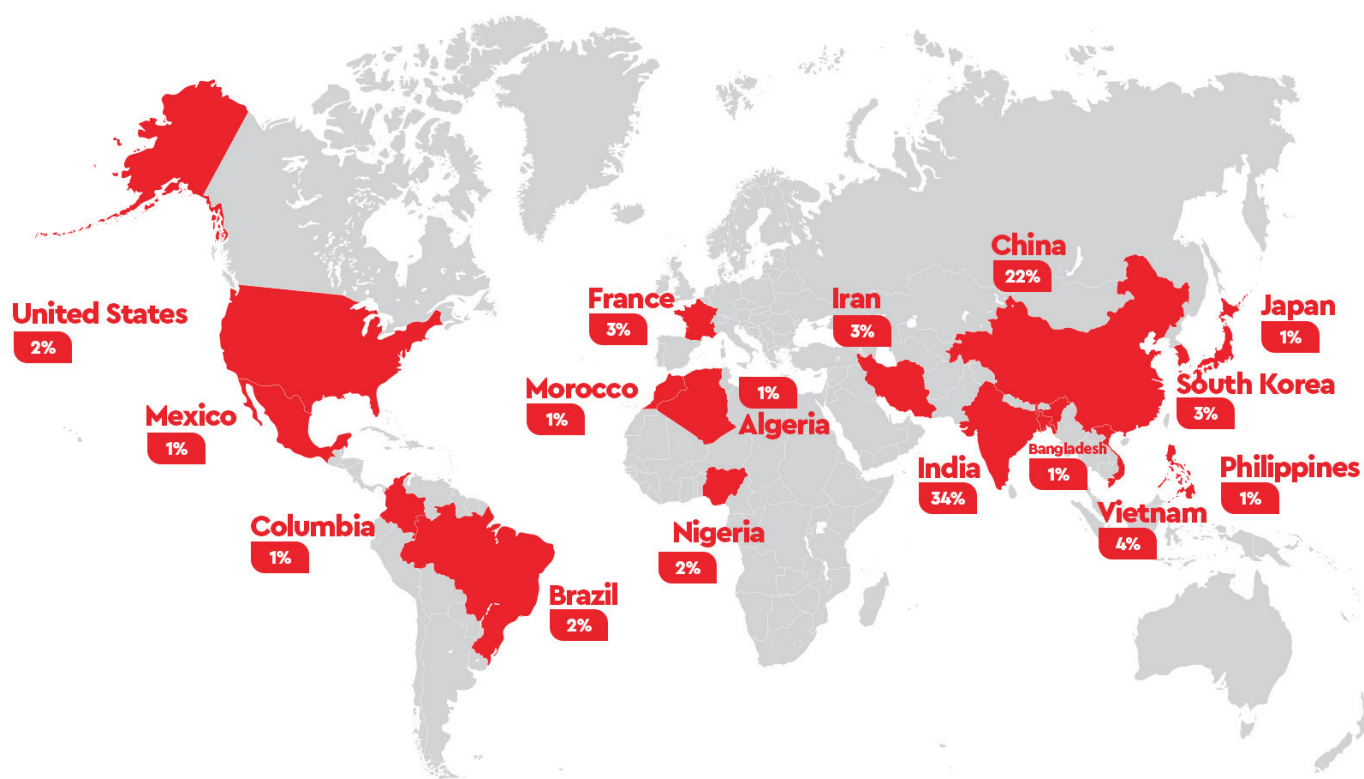 United States
2%
Mexico
1%
Columbia
1%
Brazil
2%
France
3%
Morocco
1%
1%
Algeria
Nigeria
2%
Iran
3%
China
22%
India
34%
Bangladesh
1%
Vietnam
4%
Japan
1%
South Korea
3%
Philippines
1%